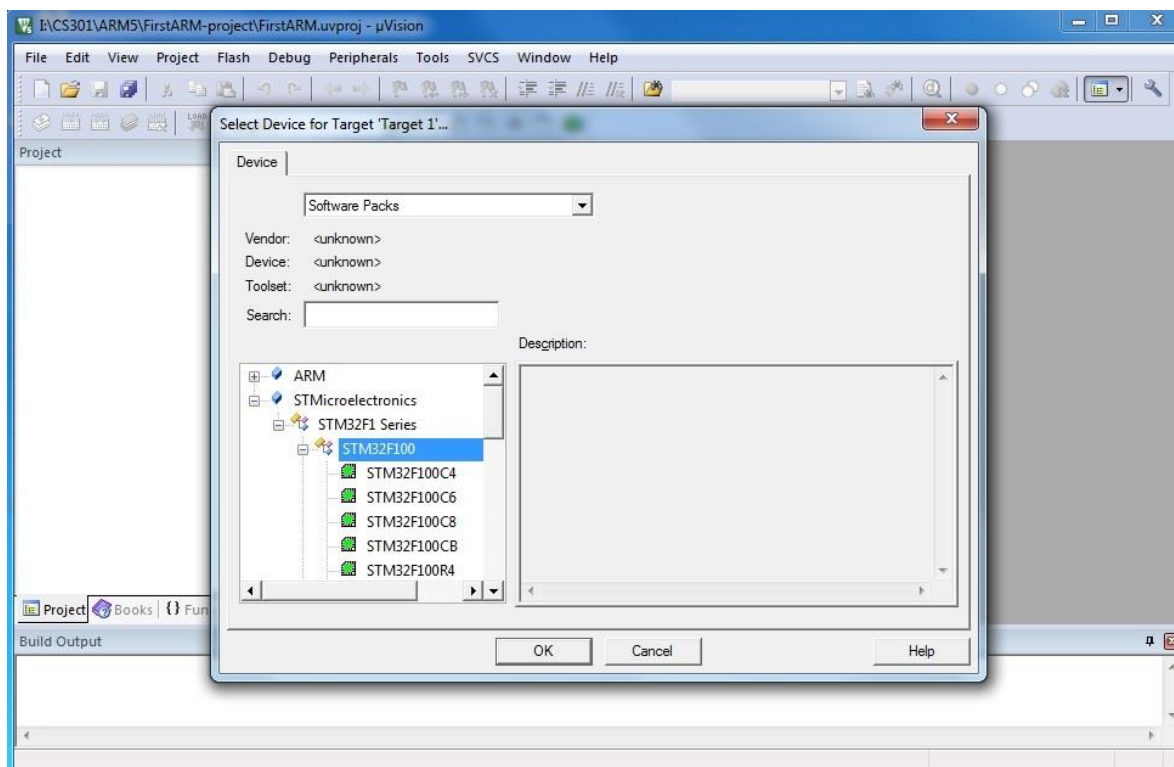 I:\CS301\ARM5\FirstARM-project\FirstARM.uvproj - µVision
File Edit View Project Flash Debug Peripherals Tools SVCS Window Help
LOAD
Select Device for Target 'Target 1'...
Project
Device
Software Packs
Vendor: <unknown>
Device: <unknown>
Toolset: <unknown>
Search:
Description:
ARM
STMicroelectronics
STM32F1 Series
STM32F100
STM32F100C4
STM32F100C6
STM32F100C8
STM32F100CB
STM32F100R4
Project Books {} Fun
Build Output
OK Cancel Help